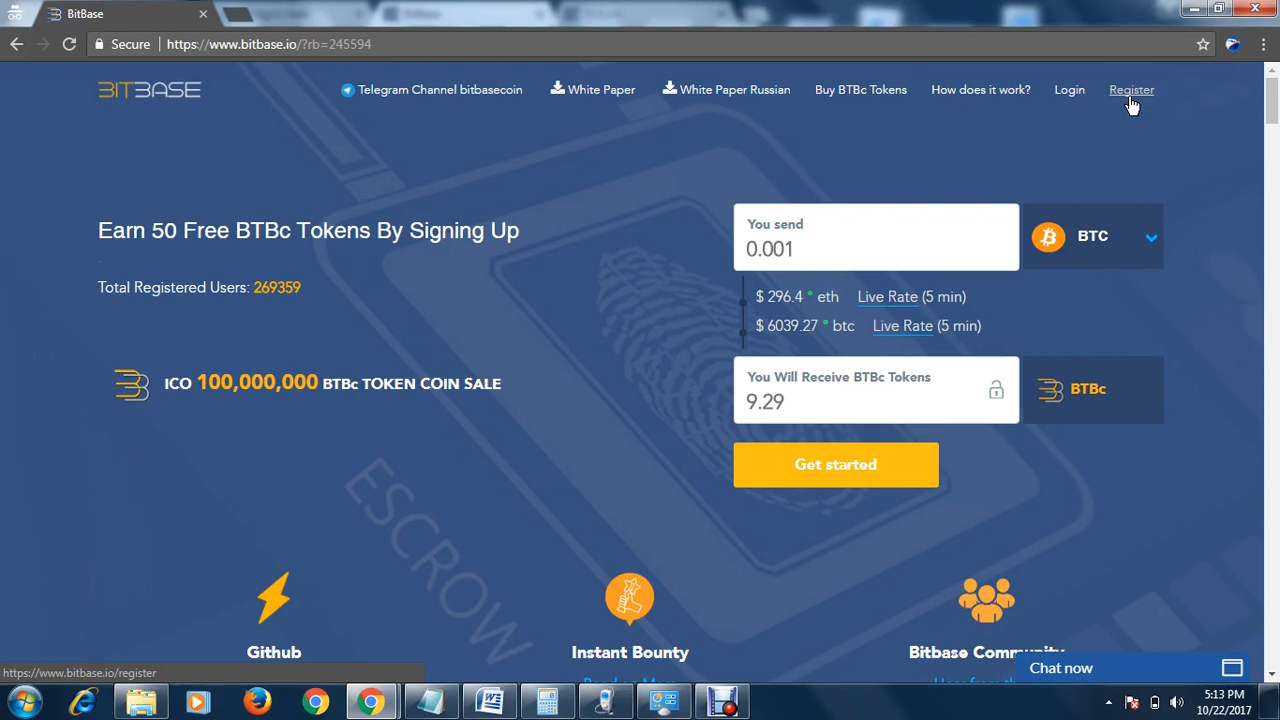 BitBase
Secure https://www.bitbase.io/?rb=245594
BITBASE
Telegram Channel bitbasecoin
White Paper
White Paper Russian
Buy BTBc Tokens
How does it work?
Login
Register
Earn 50 Free BTBc Tokens By Signing Up
Total Registered Users: 269359
ICO 100,000,000 BTBc TOKEN COIN SALE
You send
0.001
BTC
$ 296.4 * eth Live Rate (5 min)
$ 6039.27 * btc Live Rate (5 min)
You Will Receive BTBc Tokens
9.29
BTBc
Get started
ESCROW
Github
Instant Bounty
Bitbase Community
Chat now
https://www.bitbase.io/register
5:13 PM
10/22/2017